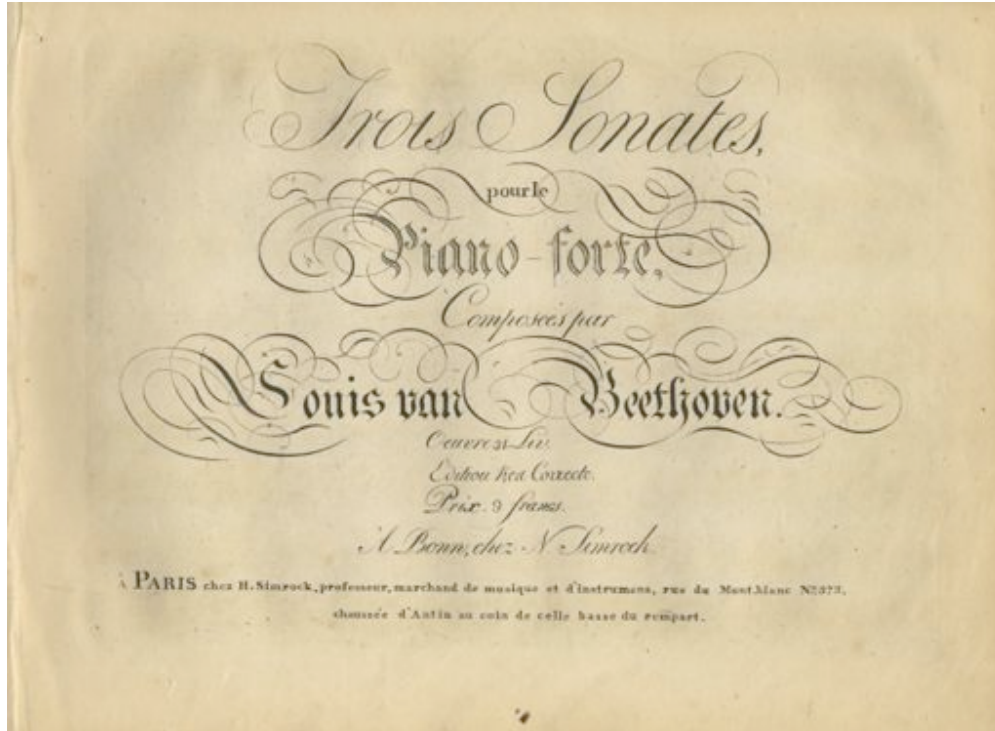 Trois Sonates,
pour le
Piano-forte,
Composées par
Louis van Beethoven.
Oeuvre 31 Liv.
Edition très Correcte.
Prix. 9 francs.
A Bonn, chez N Simrock
À PARIS chez H. Simrock, professeur, marchand de musique et d'instrumens, rue du Mont.blanc Nº. 373.
chaussée d'Antin au coin de celle basse du rempart.